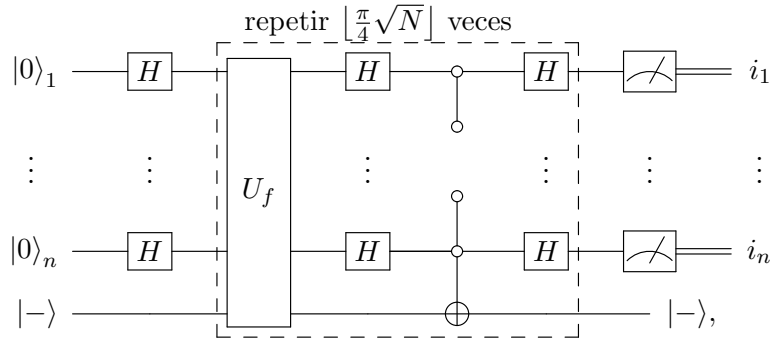 repetir ⌊π/4 √N⌋ veces
|0⟩₁ H H H i₁
⋮ ⋮ U_f ⋮ ⋮ ⋮ ⋮
|0⟩ₙ H H H iₙ
|−⟩ |−⟩,